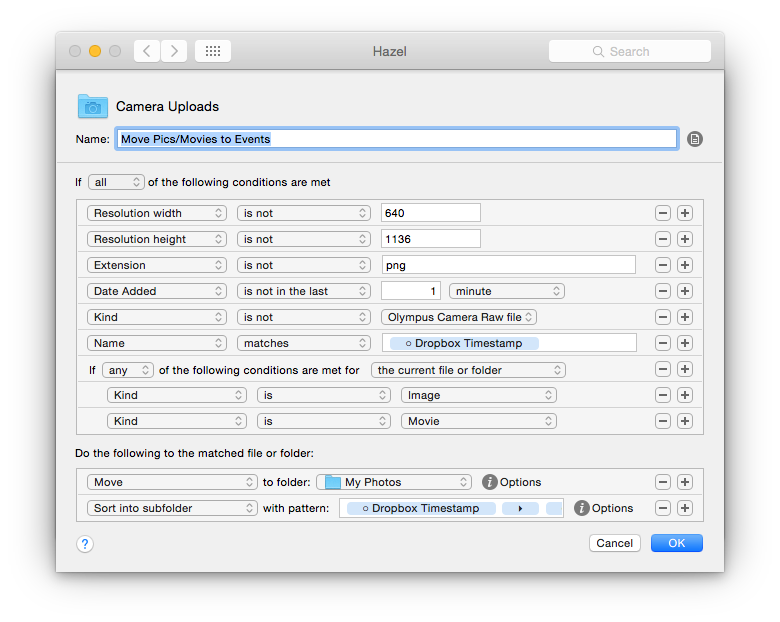 Hazel
Search
Camera Uploads
Name: Move Pics/Movies to Events
If all of the following conditions are met
Resolution width is not 640
Resolution height is not 1136
Extension is not png
Date Added is not in the last 1 minute
Kind is not Olympus Camera Raw file
Name matches Dropbox Timestamp
If any of the following conditions are met for the current file or folder
Kind is Image
Kind is Movie
Do the following to the matched file or folder:
Move to folder: My Photos i Options
Sort into subfolder with pattern: Dropbox Timestamp i Options
? Cancel OK